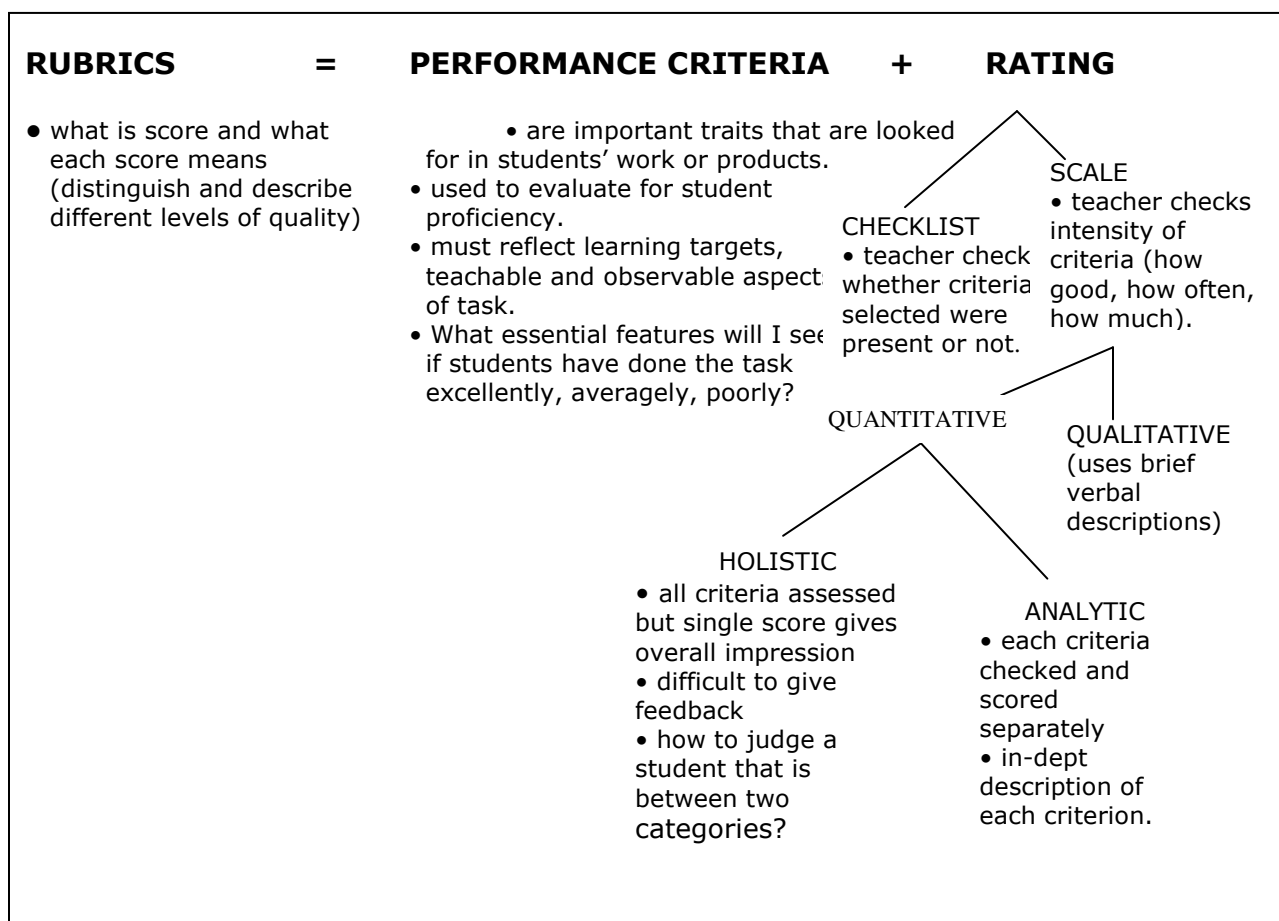 RUBRICS = PERFORMANCE CRITERIA + RATING
● what is score and what
each score means
(distinguish and describe
different levels of quality)
• are important traits that are looked
for in students’ work or products.
• used to evaluate for student
proficiency.
• must reflect learning targets,
teachable and observable aspects
of task.
• What essential features will I see
if students have done the task
excellently, averagely, poorly?
CHECKLIST
• teacher check
whether criteria
selected were
present or not.
SCALE
• teacher checks
intensity of
criteria (how
good, how often,
how much).
QUANTITATIVE
QUALITATIVE
(uses brief
verbal
descriptions)
HOLISTIC
• all criteria assessed
but single score gives
overall impression
• difficult to give
feedback
• how to judge a
student that is
between two
categories?
ANALYTIC
• each criteria
checked and
scored
separately
• in-dept
description of
each criterion.